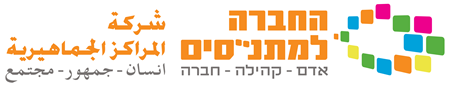 החברה
למתנ״סים
אדם - קהילה - חברה
شركة
المراكز الجماهيرية
انسان - جمهور - مجتمع